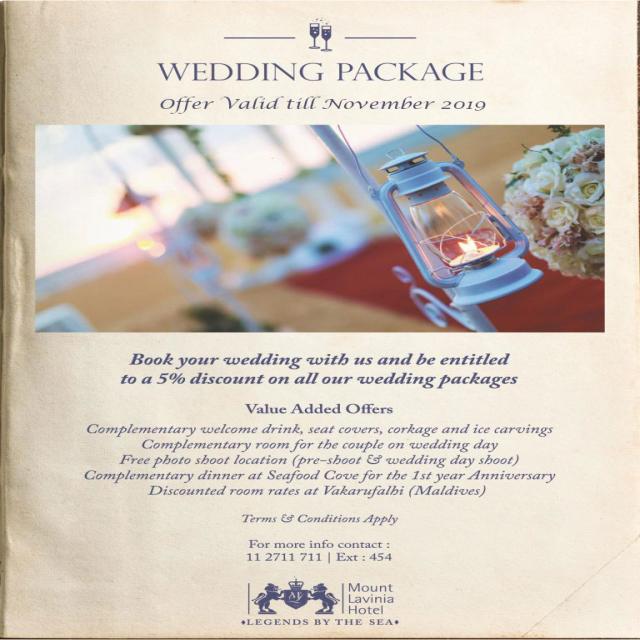 WEDDING PACKAGE
Offer Valid till November 2019
Book your wedding with us and be entitled
to a 5% discount on all our wedding packages
Value Added Offers
Complementary welcome drink, seat covers, corkage and ice carvings
Complementary room for the couple on wedding day
Free photo shoot location (pre-shoot & wedding day shoot)
Complementary dinner at Seafood Cove for the 1st year Anniversary
Discounted room rates at Vakarufalhi (Maldives)
Terms & Conditions Apply
For more info contact :
11 2711 711 | Ext : 454
Mount
Lavinia
Hotel
•LEGENDS BY THE SEA•